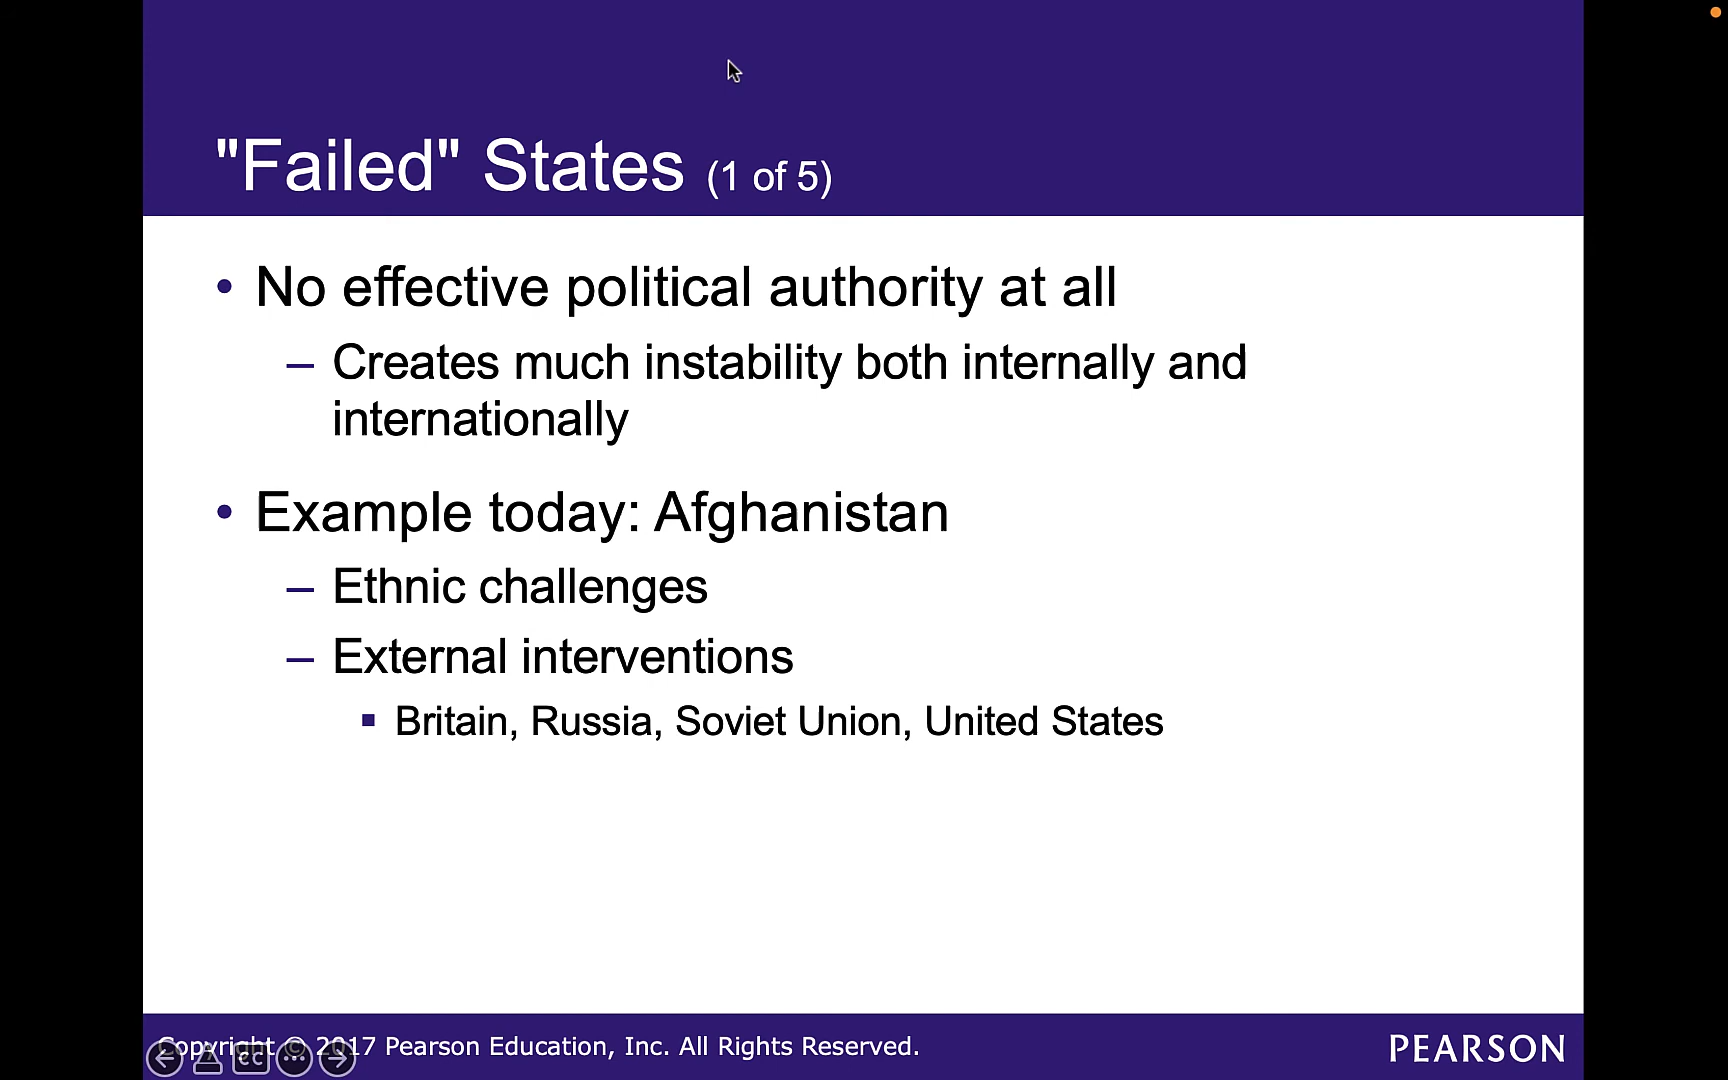 "Failed" States (1 of 5)
• No effective political authority at all
– Creates much instability both internally and
internationally
• Example today: Afghanistan
– Ethnic challenges
– External interventions
▪ Britain, Russia, Soviet Union, United States
Copyright © 2017 Pearson Education, Inc. All Rights Reserved.
PEARSON
CC